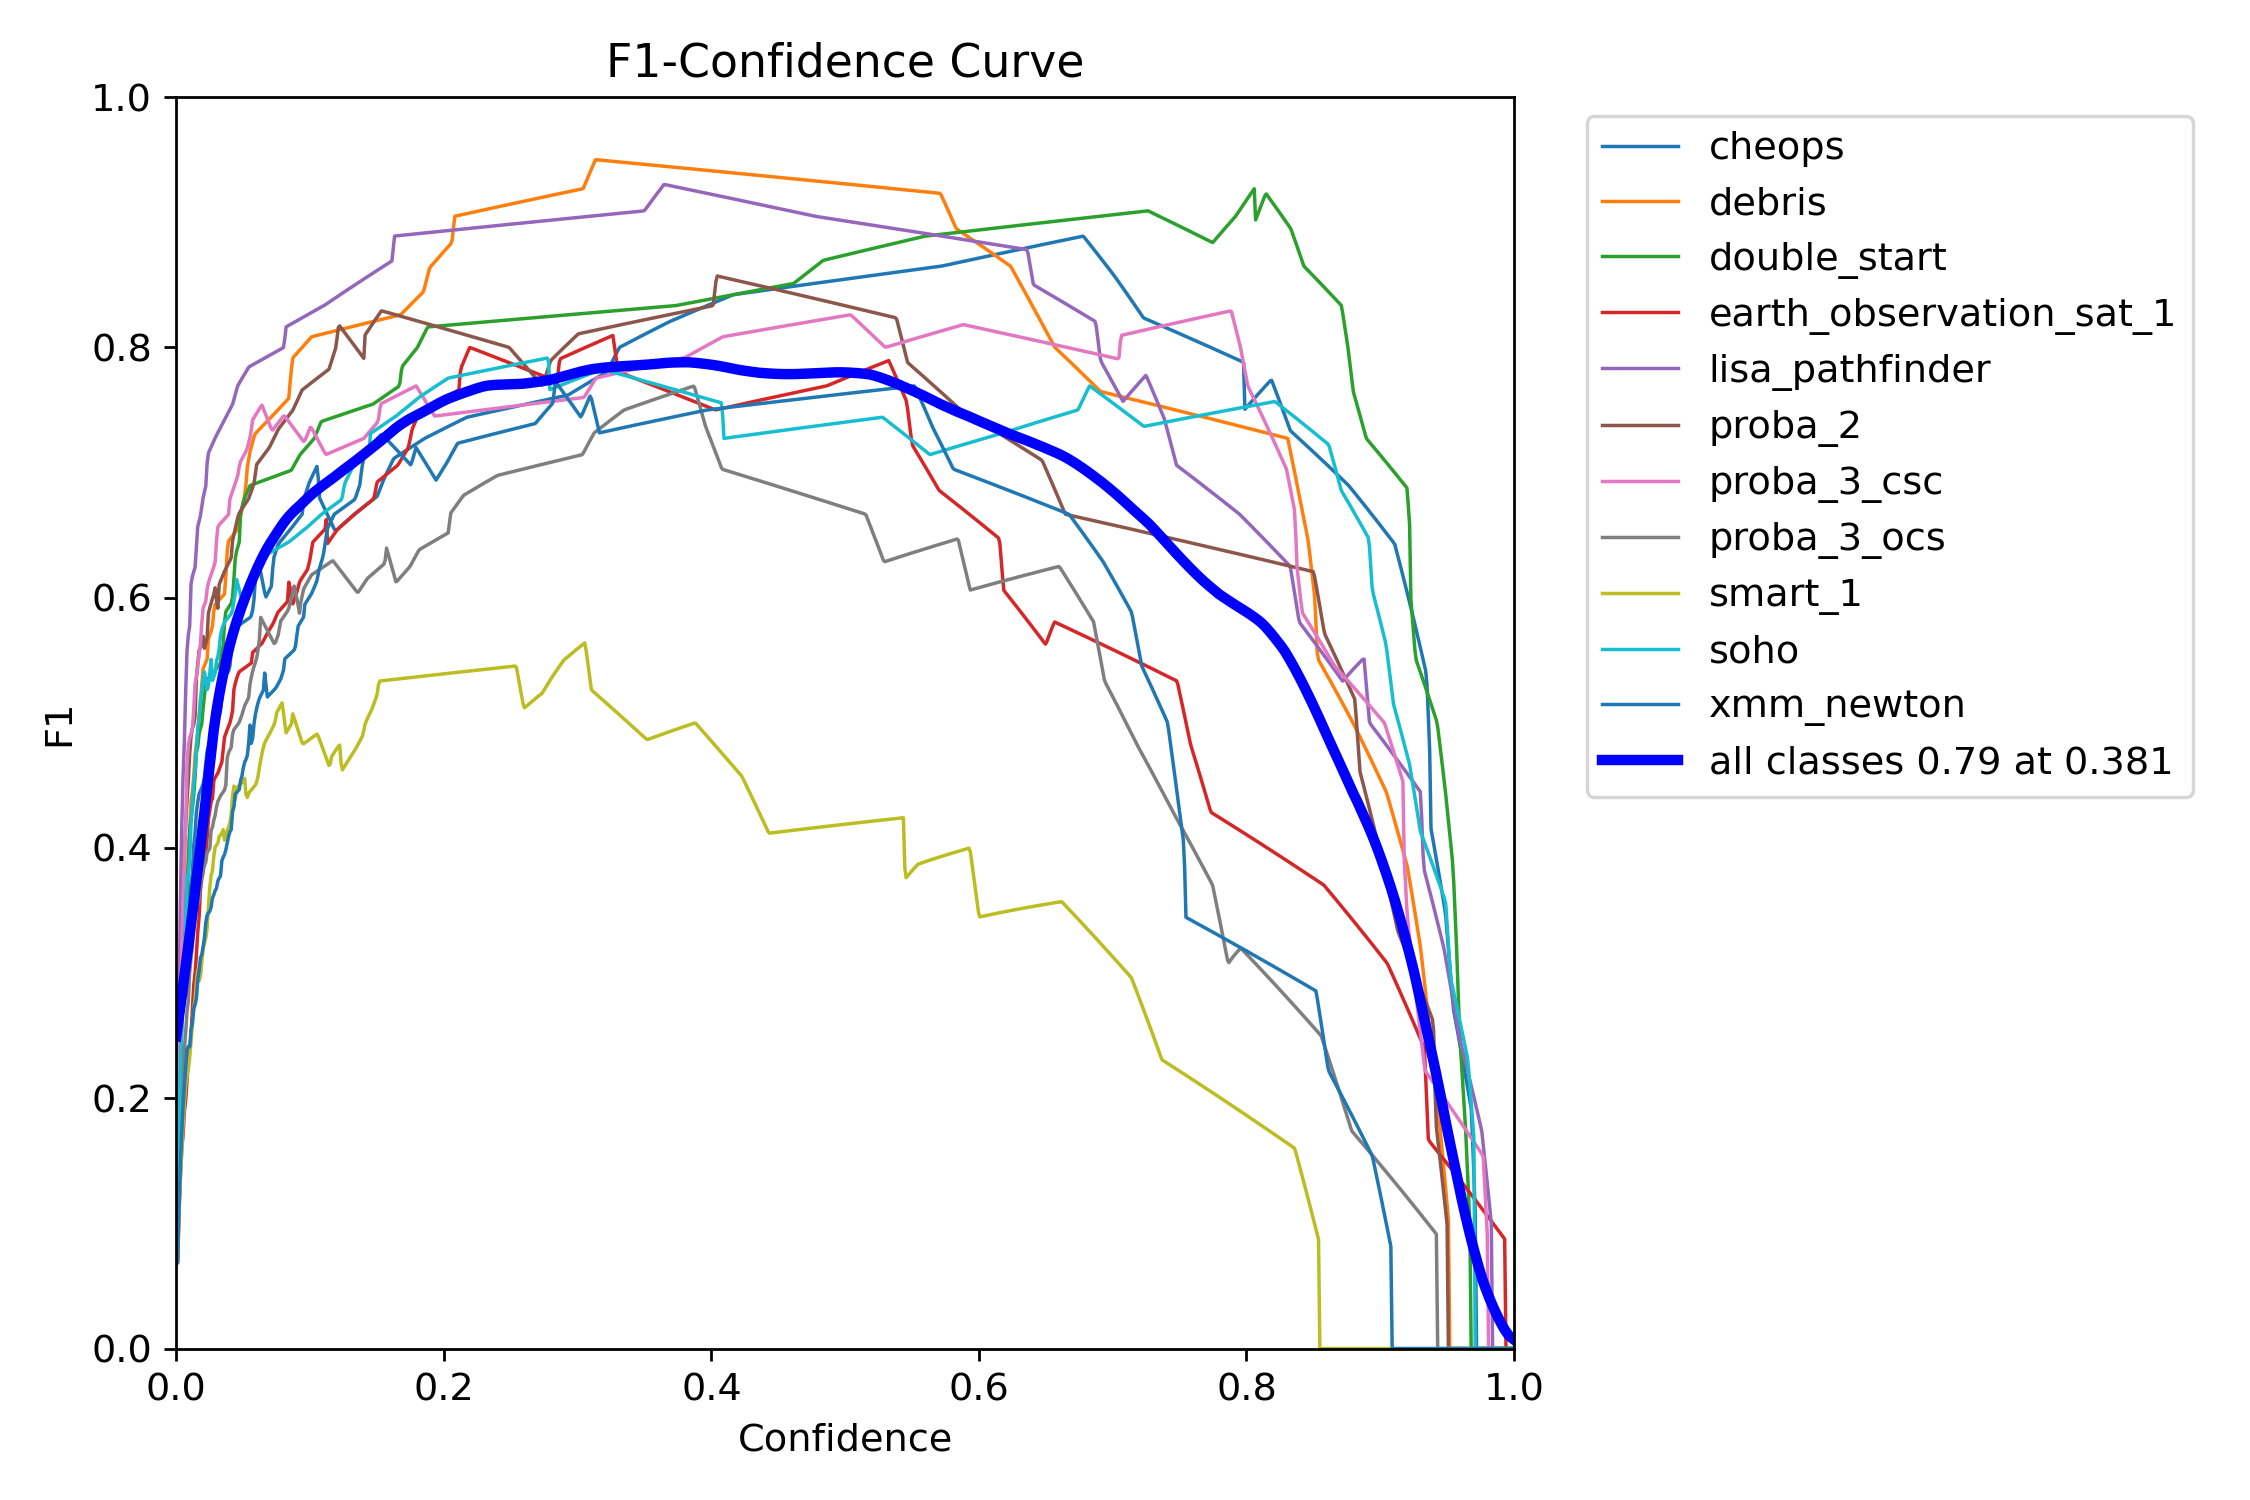 F1-Confidence Curve
1.0
0.8
0.6
0.4
0.2
0.0
F1
0.0 0.2 0.4 0.6 0.8 1.0
Confidence
cheops
debris
double_start
earth_observation_sat_1
lisa_pathfinder
proba_2
proba_3_csc
proba_3_ocs
smart_1
soho
xmm_newton
all classes 0.79 at 0.381